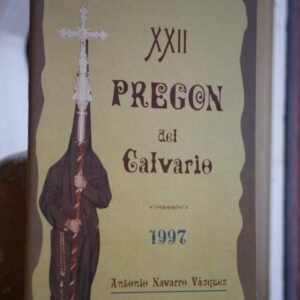 XXII
PREGON
del
Calvario
1997
Antonio Navarro Vázquez